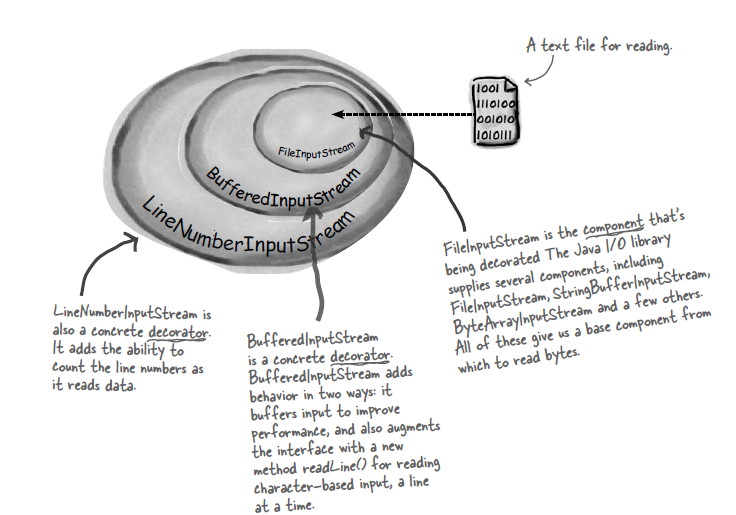 A text file for reading.
1001
110100
001010
1010111
FileInputStream
BufferedInputStream
LineNumberInputStream
FileInputStream is the component that's
being decorated The Java I/O library
supplies several components, including
FileInputStream, StringBufferInputStream,
ByteArrayInputStream and a few others.
All of these give us a base component from
which to read bytes.
LineNumberInputStream is
also a concrete decorator.
It adds the ability to
count the line numbers as
it reads data.
BufferedInputStream
is a concrete decorator.
BufferedInputStream adds
behavior in two ways: it
buffers input to improve
performance, and also augments
the interface with a new
method readLine() for reading
character-based input, a line
at a time.